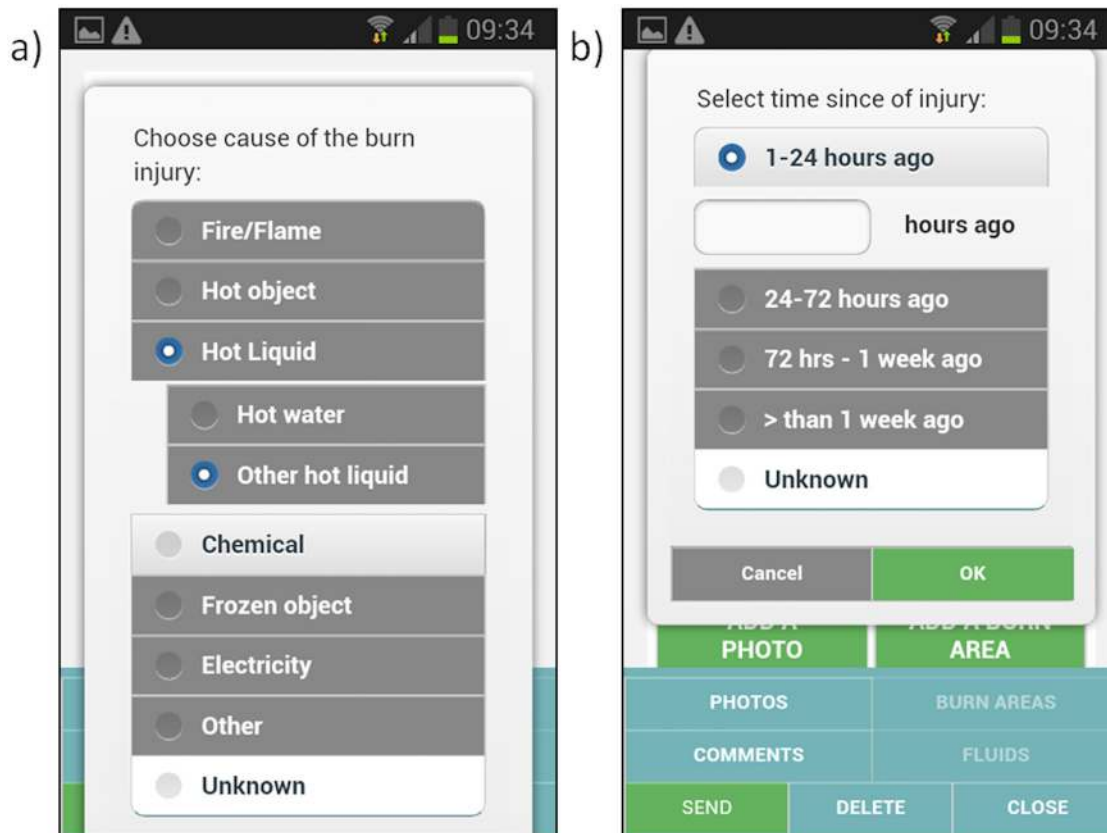 a)
09:34
Choose cause of the burn
injury:
Fire/Flame
Hot object
Hot Liquid
Hot water
Other hot liquid
Chemical
Frozen object
Electricity
Other
Unknown
b)
09:34
Select time since of injury:
1-24 hours ago
hours ago
24-72 hours ago
72 hrs - 1 week ago
> than 1 week ago
Unknown
Cancel
OK
ADD A
PHOTO
ADD A BURN
AREA
PHOTOS
BURN AREAS
COMMENTS
FLUIDS
SEND
DELETE
CLOSE